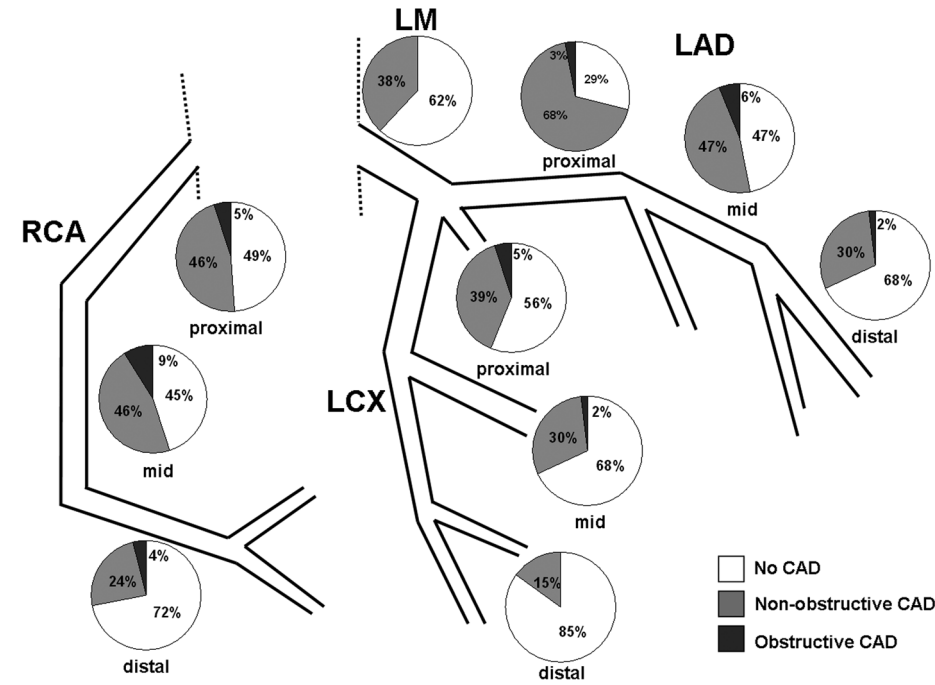 LM
LAD
38%
62%
3%
29%
68%
proximal
6%
47%
47%
mid
2%
30%
68%
distal
RCA
5%
46%
49%
proximal
9%
46%
45%
mid
4%
24%
72%
distal
LCX
5%
39%
56%
proximal
2%
30%
68%
mid
15%
85%
distal
No CAD
Non-obstructive CAD
Obstructive CAD